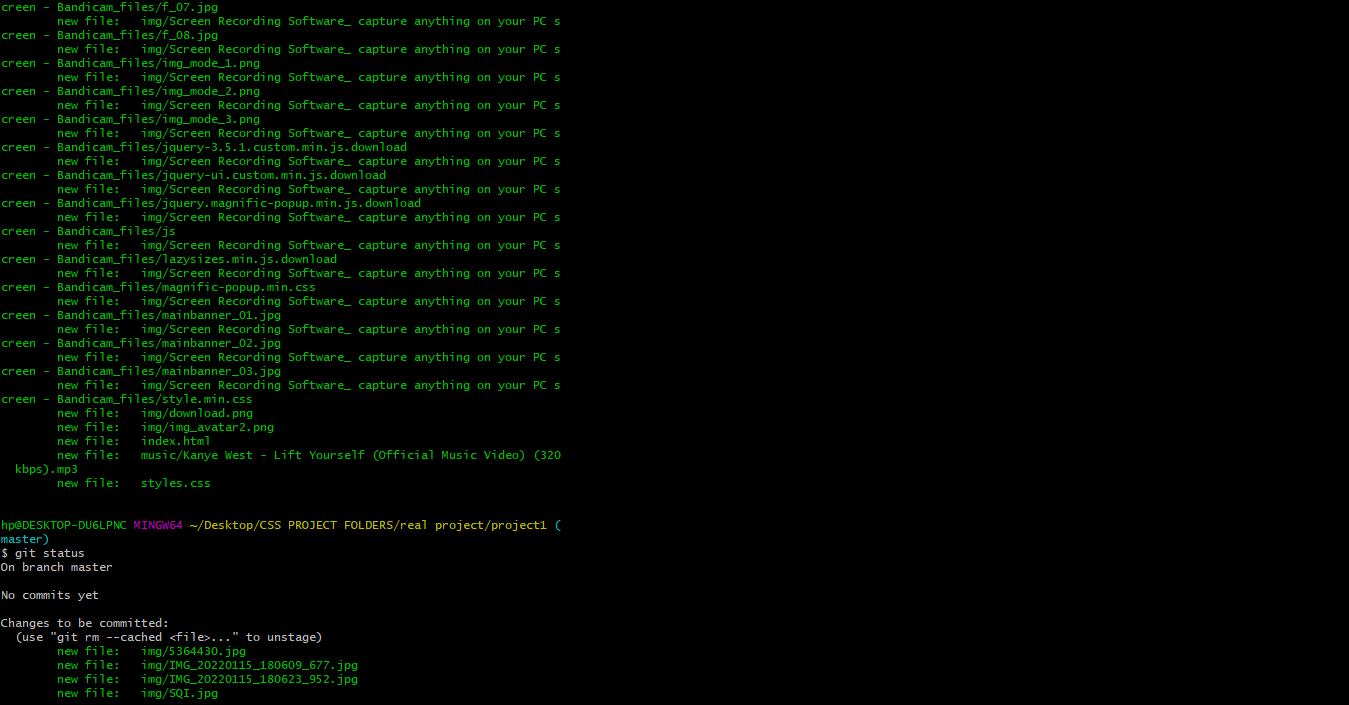 creen - Bandicam_files/f_07.jpg
new file:   img/Screen Recording Software_ capture anything on your PC s
creen - Bandicam_files/f_08.jpg
new file:   img/Screen Recording Software_ capture anything on your PC s
creen - Bandicam_files/img_mode_1.png
new file:   img/Screen Recording Software_ capture anything on your PC s
creen - Bandicam_files/img_mode_2.png
new file:   img/Screen Recording Software_ capture anything on your PC s
creen - Bandicam_files/img_mode_3.png
new file:   img/Screen Recording Software_ capture anything on your PC s
creen - Bandicam_files/jquery-3.5.1.custom.min.js.download
new file:   img/Screen Recording Software_ capture anything on your PC s
creen - Bandicam_files/jquery-ui.custom.min.js.download
new file:   img/Screen Recording Software_ capture anything on your PC s
creen - Bandicam_files/jquery.magnific-popup.min.js.download
new file:   img/Screen Recording Software_ capture anything on your PC s
creen - Bandicam_files/js
new file:   img/Screen Recording Software_ capture anything on your PC s
creen - Bandicam_files/lazysizes.min.js.download
new file:   img/Screen Recording Software_ capture anything on your PC s
creen - Bandicam_files/magnific-popup.min.css
new file:   img/Screen Recording Software_ capture anything on your PC s
creen - Bandicam_files/mainbanner_01.jpg
new file:   img/Screen Recording Software_ capture anything on your PC s
creen - Bandicam_files/mainbanner_02.jpg
new file:   img/Screen Recording Software_ capture anything on your PC s
creen - Bandicam_files/mainbanner_03.jpg
new file:   img/Screen Recording Software_ capture anything on your PC s
creen - Bandicam_files/style.min.css
new file:   img/download.png
new file:   img/img_avatar2.png
new file:   index.html
new file:   music/Kanye West - Lift Yourself (Official Music Video) (320
kbps).mp3
new file:   styles.css
hp@DESKTOP-DU6LPNC MINGW64 ~/Desktop/CSS PROJECT FOLDERS/real project/project1 (
master)
$ git status
On branch master
No commits yet
Changes to be committed:
(use "git rm --cached <file>..." to unstage)
new file:   img/5364430.jpg
new file:   img/IMG_20220115_180609_677.jpg
new file:   img/IMG_20220115_180623_952.jpg
new file:   img/SQI.jpg